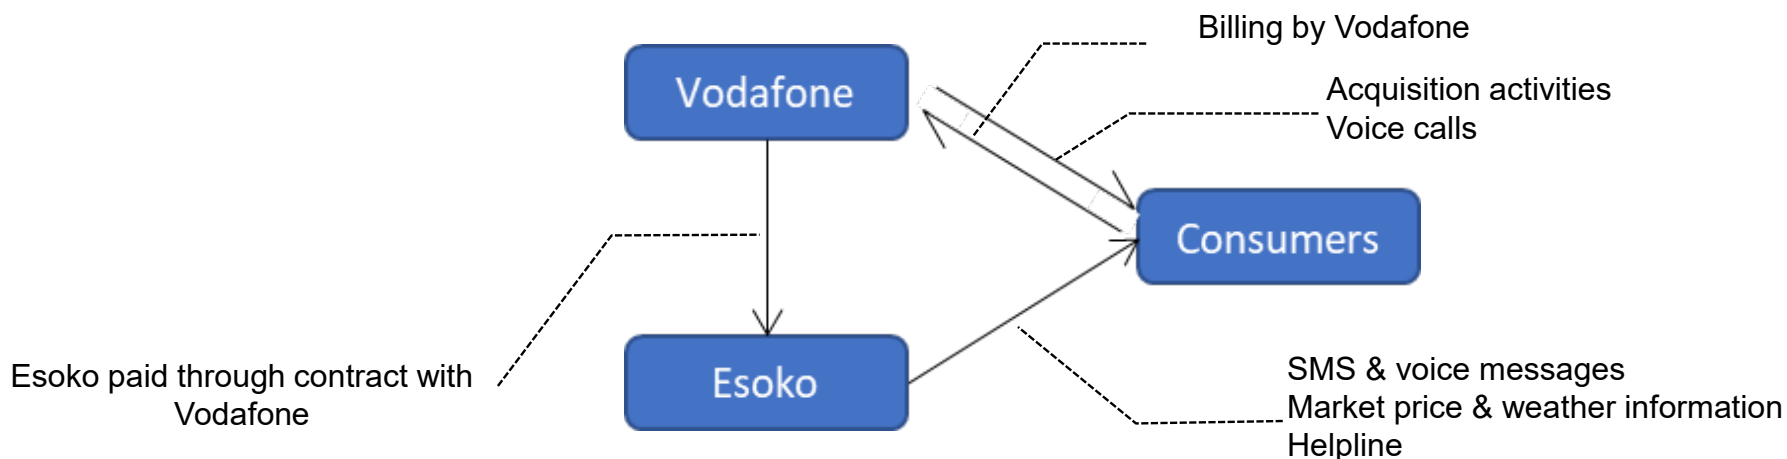 Billing by Vodafone
Vodafone
Acquisition activities
Voice calls
Consumers
Esoko paid through contract with
Vodafone
Esoko
SMS & voice messages
Market price & weather information
Helpline